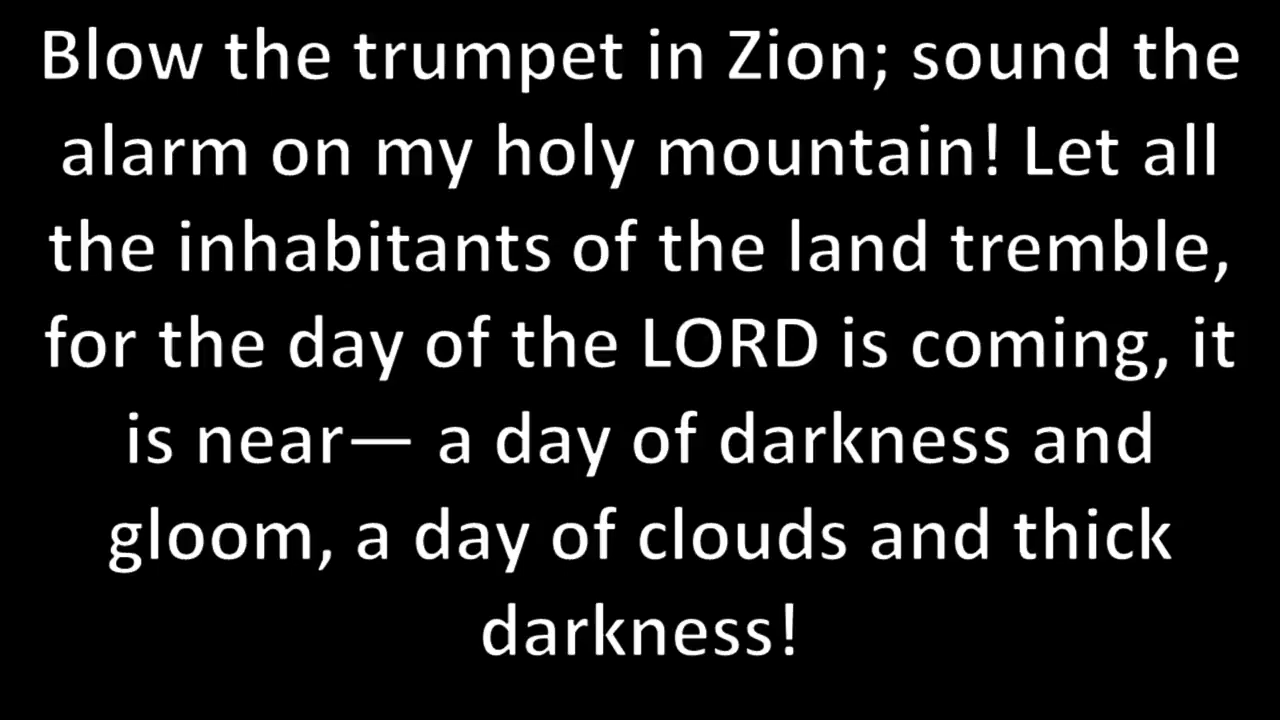 Blow the trumpet in Zion; sound the
alarm on my holy mountain! Let all
the inhabitants of the land tremble,
for the day of the LORD is coming, it
is near— a day of darkness and
gloom, a day of clouds and thick
darkness!